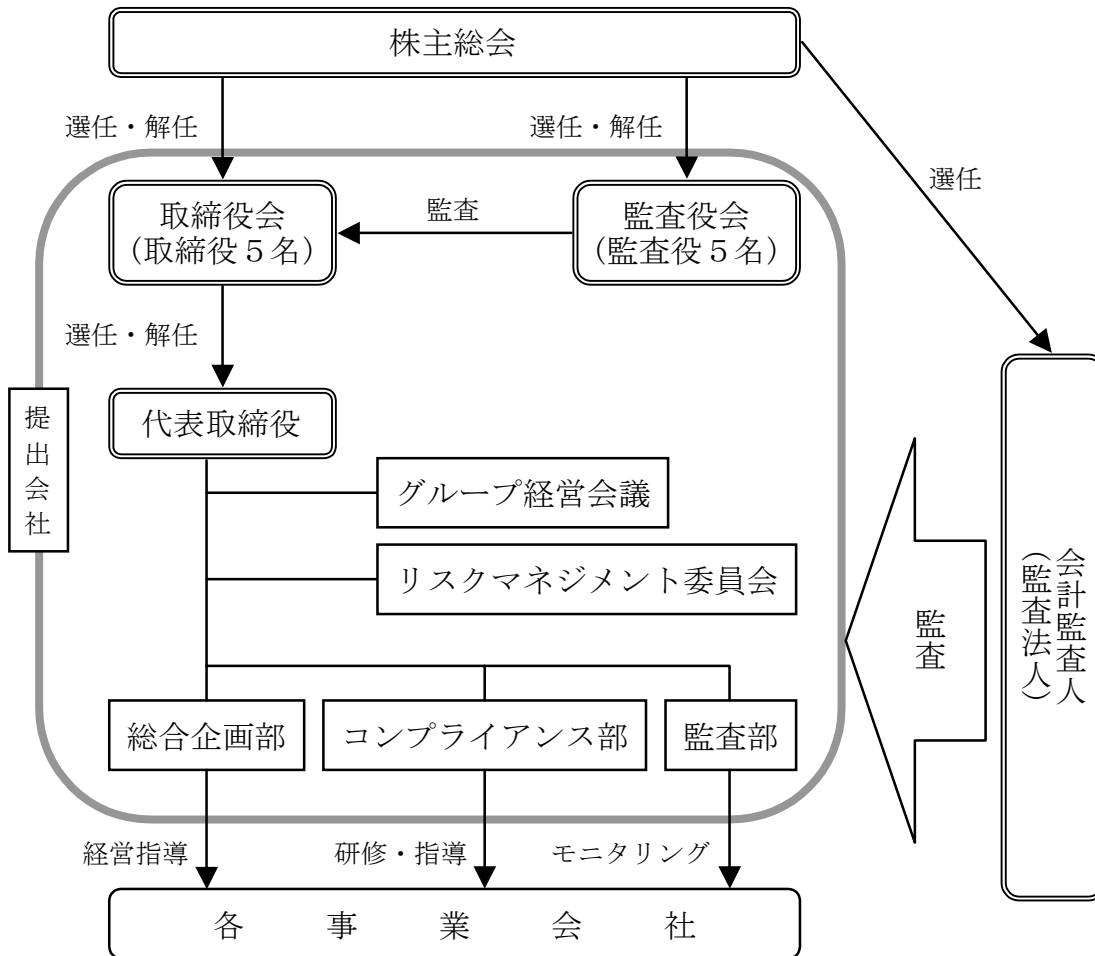 株主総会
選任・解任
選任・解任
選任
取締役会
（取締役５名）
監査
監査役会
（監査役５名）
選任・解任
代表取締役
提出会社
グループ経営会議
リスクマネジメント委員会
監査
会計監査人
（監査法人）
総合企画部
コンプライアンス部
監査部
経営指導
研修・指導
モニタリング
各事業会社